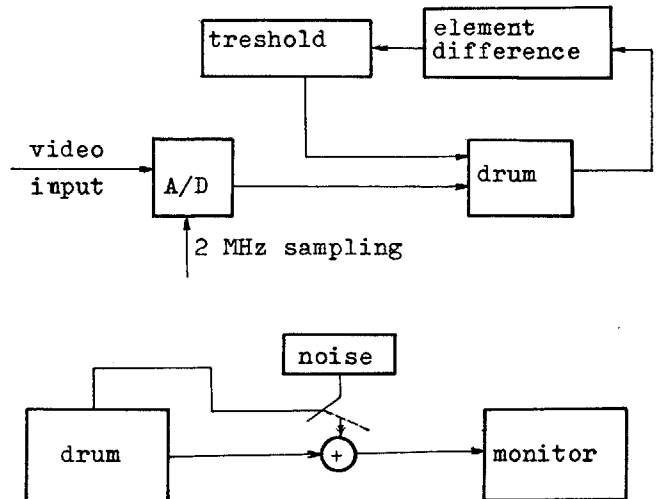 treshold
element
difference
video
input
A/D
drum
2 MHz sampling
noise
drum
+
monitor